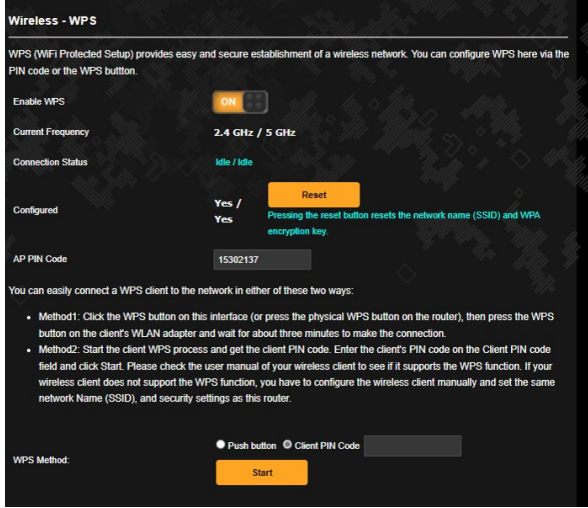 Wireless - WPS
WPS (WiFi Protected Setup) provides easy and secure establishment of a wireless network. You can configure WPS here via the
PIN code or the WPS buttton.
Enable WPS ON
Current Frequency 2.4 GHz / 5 GHz
Connection Status Idle / Idle
Configured Yes / Yes Reset
Pressing the reset button resets the network name (SSID) and WPA
encryption key.
AP PIN Code 15302137
You can easily connect a WPS client to the network in either of these two ways:
• Method1: Click the WPS button on this interface (or press the physical WPS button on the router), then press the WPS
button on the client's WLAN adapter and wait for about three minutes to make the connection.
• Method2: Start the client WPS process and get the client PIN code. Enter the client's PIN code on the Client PIN code
field and click Start. Please check the user manual of your wireless client to see if it supports the WPS function. If your
wireless client does not support the WPS function, you have to configure the wireless client manually and set the same
network Name (SSID), and security settings as this router.
WPS Method: Push button Client PIN Code
Start